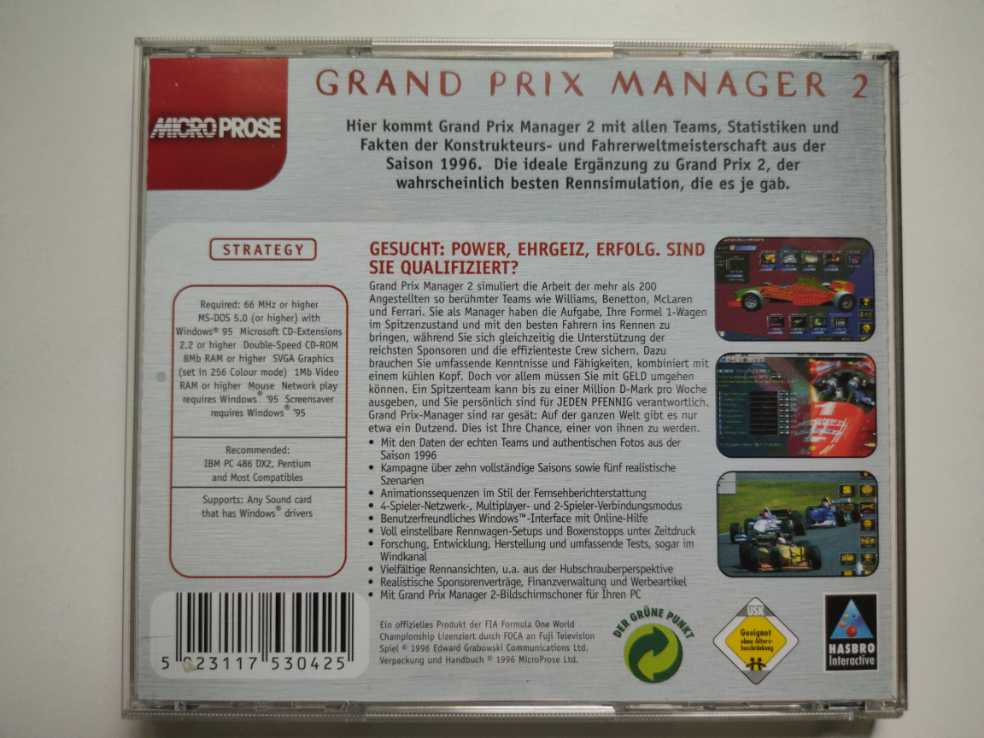 GRAND PRIX MANAGER 2
MICROPROSE
Hier kommt Grand Prix Manager 2 mit allen Teams, Statistiken und
Fakten der Konstrukteurs- und Fahrerweltmeisterschaft aus der
Saison 1996. Die ideale Ergänzung zu Grand Prix 2, der
wahrscheinlich besten Rennsimulation, die es je gab.
STRATEGY
Required: 66 MHz or higher
MS-DOS 5.0 (or higher) with
Windows® 95 Microsoft CD-Extensions
2.2 or higher Double-Speed CD-ROM
8Mb RAM or higher SVGA Graphics
(set in 256 Colour mode) 1Mb Video
RAM or higher Mouse Network play
requires Windows® '95 Screensaver
requires Windows® '95
Recommended:
IBM PC 486 DX2, Pentium
and Most Compatibles
Supports: Any Sound card
that has Windows® drivers
GESUCHT: POWER, EHRGEIZ, ERFOLG. SIND
SIE QUALIFIZIERT?
Grand Prix Manager 2 simuliert die Arbeit der mehr als 200
Angestellten so berühmter Teams wie Williams, Benetton, McLaren
und Ferrari. Sie als Manager haben die Aufgabe, Ihre Formel 1-Wagen
im Spitzenzustand und mit den besten Fahrern ins Rennen zu
bringen, während Sie sich gleichzeitig die Unterstützung der
reichsten Sponsoren und die effizienteste Crew sichern. Dazu
brauchen Sie umfassende Kenntnisse und Fähigkeiten, kombiniert mit
einem kühlen Kopf. Doch vor allem müssen Sie mit GELD umgehen
können. Ein Spitzenteam kann bis zu einer Million D-Mark pro Woche
ausgeben, und Sie persönlich sind für JEDEN PFENNIG verantwortlich.
Grand Prix-Manager sind rar gesät: Auf der ganzen Welt gibt es nur
etwa ein Dutzend. Dies ist Ihre Chance, einer von ihnen zu werden.
• Mit den Daten der echten Teams und authentischen Fotos aus der
Saison 1996
• Kampagne über zehn vollständige Saisons sowie fünf realistische
Szenarien
• Animationssequenzen im Stil der Fernsehberichterstattung
• 4-Spieler-Netzwerk-, Multiplayer- und 2-Spieler-Verbindungsmodus
• Benutzerfreundliches Windows™-Interface mit Online-Hilfe
• Voll einstellbare Rennwagen-Setups und Boxenstopps unter Zeitdruck
• Forschung, Entwicklung, Herstellung und umfassende Tests, sogar im
Windkanal
• Vielfältige Rennansichten, u.a. aus der Hubschrauberperspektive
• Realistische Sponsorenverträge, Finanzverwaltung und Werbeartikel
• Mit Grand Prix Manager 2-Bildschirmschoner für Ihren PC
5 023117 530425
Ein offizielles Produkt der FIA Formula One World
Championship Lizenziert durch FOCA an Fuji Television
Spiel © 1996 Edward Grabowski Communications Ltd.
Verpackung und Handbuch © 1996 MicroProse Ltd.
DER GRÜNE PUNKT
USK
Geeignet
ohne Alters-
beschränkung
HASBRO
Interactive